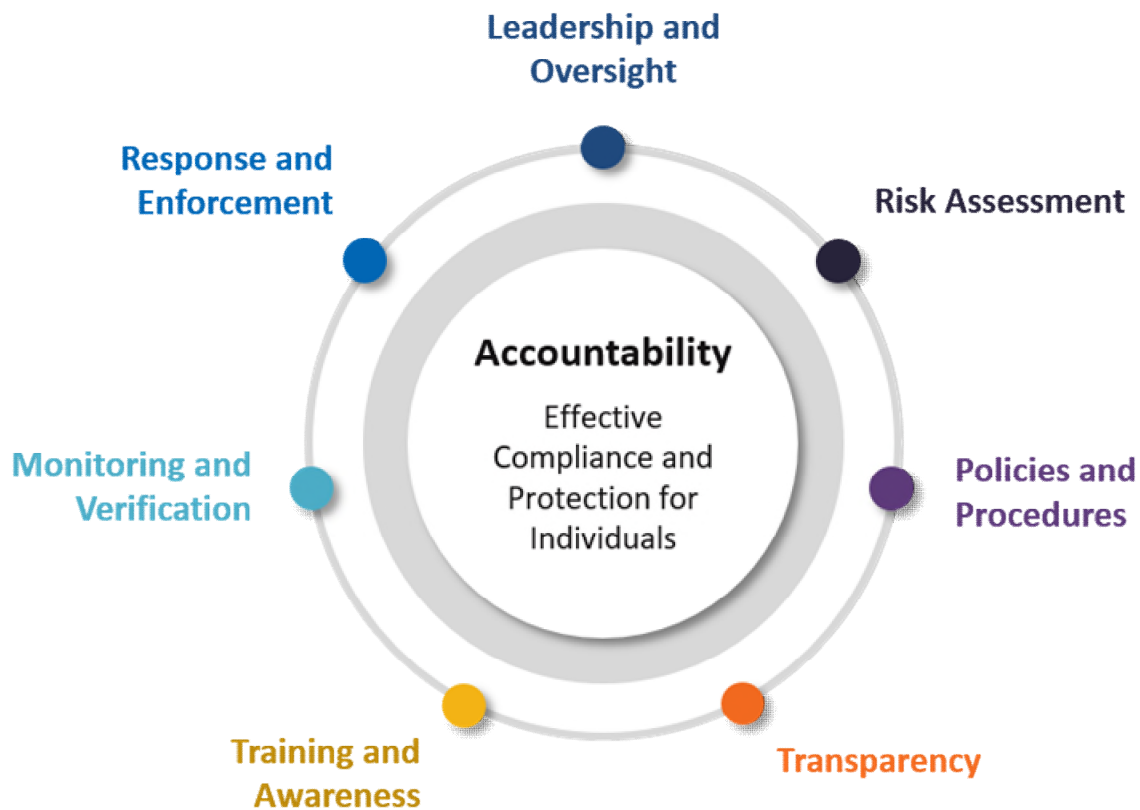 Leadership and
Oversight
Risk Assessment
Policies and
Procedures
Transparency
Training and
Awareness
Monitoring and
Verification
Response and
Enforcement
Accountability
Effective
Compliance and
Protection for
Individuals